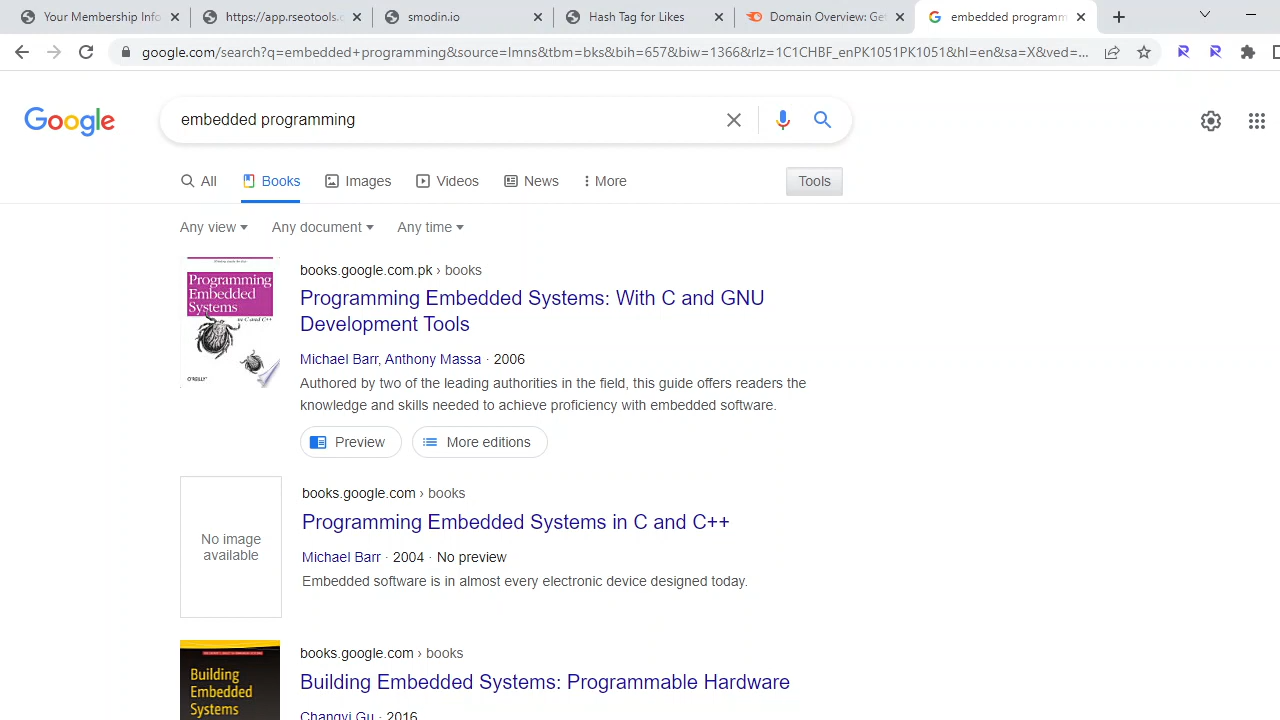 Your Membership Info
https://app.rseotools.c
smodin.io
Hash Tag for Likes
Domain Overview: Get
embedded programm
google.com/search?q=embedded+programming&source=lmns&tbm=bks&bih=657&biw=1366&rlz=1C1CHBF_enPK1051PK1051&hl=en&sa=X&ved=...
Google
embedded programming
All
Books
Images
Videos
News
More
Tools
Any view
Any document
Any time
Programming
Embedded
Systems
in C and C++
O'REILLY
books.google.com.pk › books
Programming Embedded Systems: With C and GNU
Development Tools
Michael Barr, Anthony Massa · 2006
Authored by two of the leading authorities in the field, this guide offers readers the
knowledge and skills needed to achieve proficiency with embedded software.
Preview
More editions
No image
available
books.google.com › books
Programming Embedded Systems in C and C++
Michael Barr · 2004 · No preview
Embedded software is in almost every electronic device designed today.
Building
Embedded
Systems
books.google.com › books
Building Embedded Systems: Programmable Hardware
Changyi Gu · 2016